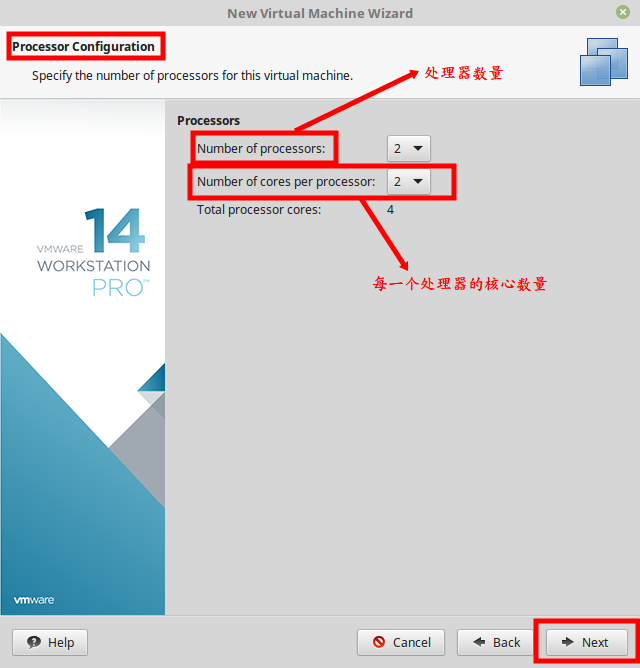 New Virtual Machine Wizard
Processor Configuration
Specify the number of processors for this virtual machine.
处理器数量
Processors
Number of processors: 2
Number of cores per processor: 2
Total processor cores: 4
每一个处理器的核心数量
VMWARE 14
WORKSTATION
PRO™
vmware
Help
Cancel
Back
Next